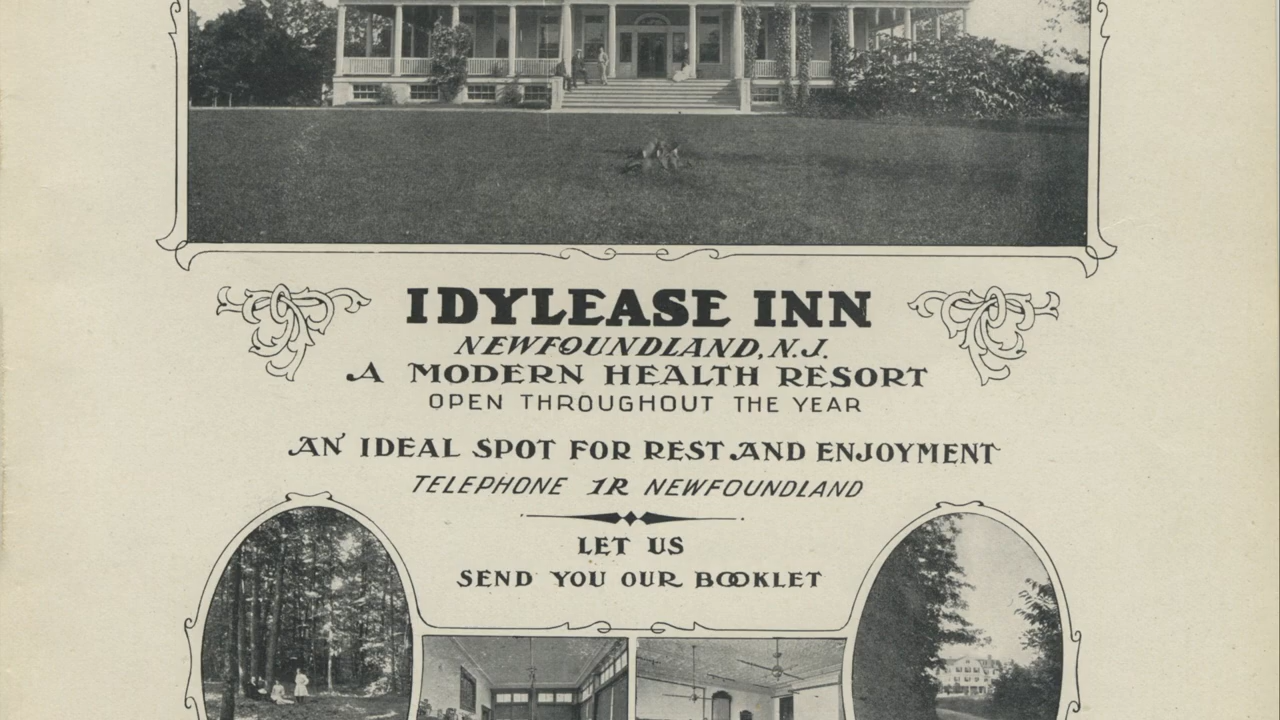 IDYLEASE INN
NEWFOUNDLAND, N.J.
A MODERN HEALTH RESORT
OPEN THROUGHOUT THE YEAR
AN IDEAL SPOT FOR REST AND ENJOYMENT
TELEPHONE 1R NEWFOUNDLAND
LET US
SEND YOU OUR BOOKLET